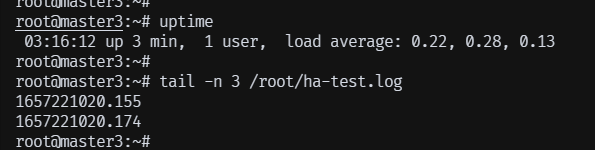 root@master3:~#
root@master3:~# uptime
 03:16:12 up 3 min,  1 user,  load average: 0.22, 0.28, 0.13
root@master3:~#
root@master3:~# tail -n 3 /root/ha-test.log
1657221020.155
1657221020.174
root@master3:~#